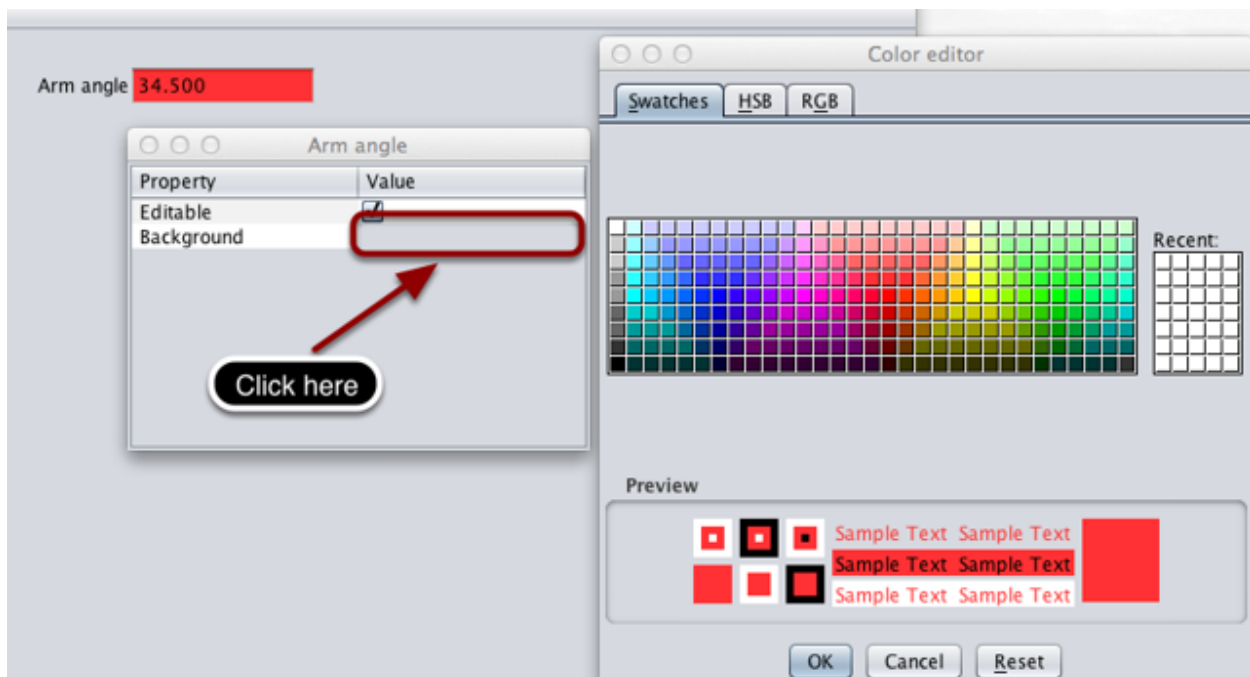 Arm angle 34.500
Arm angle
Property Value
Editable
Background
Click here
Color editor
Swatches HSB RGB
Recent:
Preview
Sample Text Sample Text
Sample Text Sample Text
Sample Text Sample Text
OK Cancel Reset